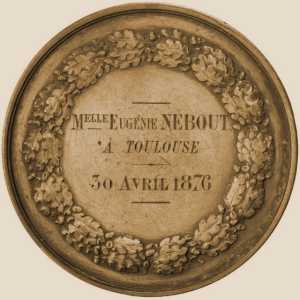 MELLE EUGÉNIE NEBOUT
À TOULOUSE
30 AVRIL 1876